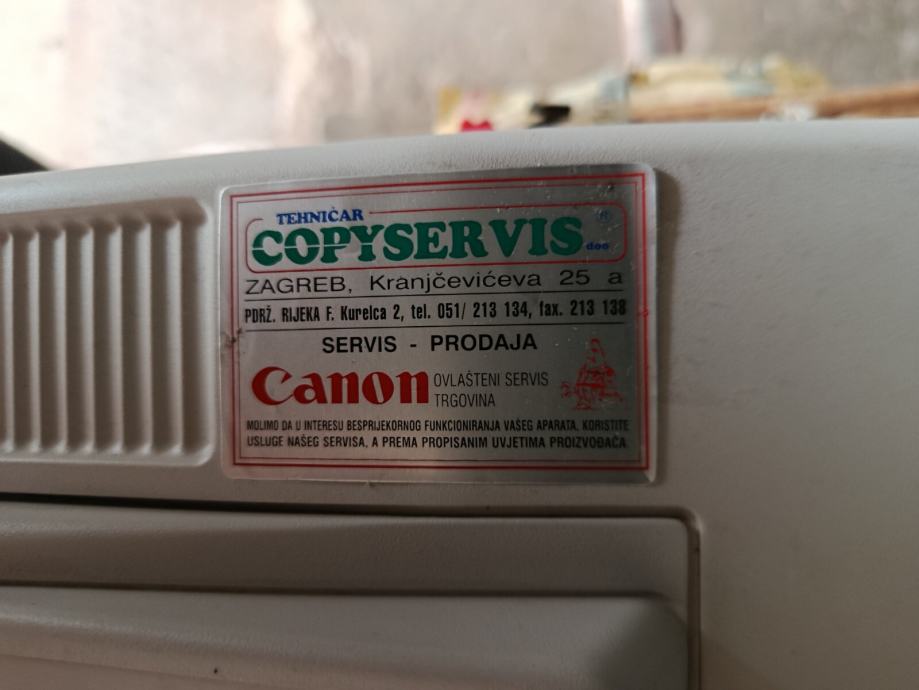 TEHNIČAR
COPYSERVIS ® doo
ZAGREB, Kranjčevićeva 25 a
PDRŽ. RIJEKA F. Kurelca 2, tel. 051/ 213 134, fax. 213 138
SERVIS - PRODAJA
Canon OVLAŠTENI SERVIS
TRGOVINA
MOLIMO DA U INTERESU BESPRIJEKORNOG FUNKCIONIRANJA VAŠEG APARATA, KORISTITE
USLUGE NAŠEG SERVISA, A PREMA PROPISANIM UVJETIMA PROIZVOĐAČA